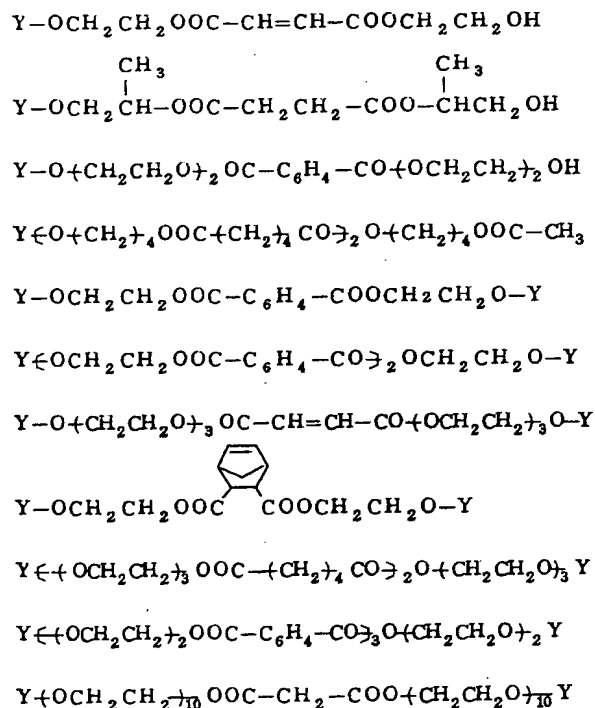 Y-OCH2CH2OOC-CH=CH-COOCH2CH2OH
CH3 CH3
Y-OCH2CH-OOC-CH2CH2-COO-CHCH2OH
Y-O+CH2CH2O+2OC-C6H4-CO+OCH2CH2+2OH
Y+O+CH2+4OOC+CH2+4CO+2O+CH2+4OOC-CH3
Y-OCH2CH2OOC-C6H4-COOCH2CH2O-Y
Y+OCH2CH2OOC-C6H4-CO+2OCH2CH2O-Y
Y-O+CH2CH2O+3OC-CH=CH-CO+OCH2CH2+3O-Y
Y-OCH2CH2OOC COOCH2CH2O-Y
Y++OCH2CH2+3OOC-+CH2+4CO+2O+CH2CH2O+3Y
Y++OCH2CH2+2OOC-C6H4-CO+3O+CH2CH2O+2Y
Y+OCH2CH2+10OOC-CH2-COO+CH2CH2O+10Y